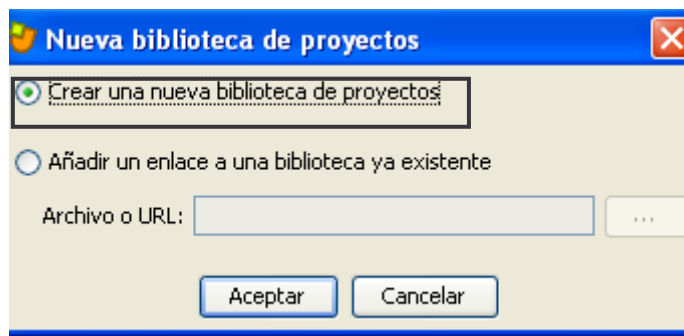 Nueva biblioteca de proyectos
Crear una nueva biblioteca de proyectos
Añadir un enlace a una biblioteca ya existente
Archivo o URL: ...
Aceptar Cancelar